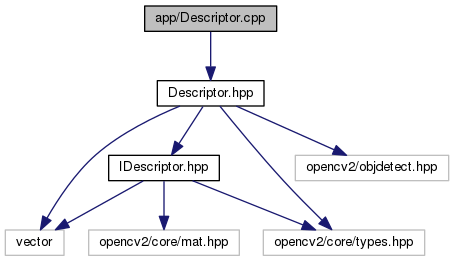 app/Descriptor.cpp
Descriptor.hpp
IDescriptor.hpp
opencv2/objdetect.hpp
vector
opencv2/core/mat.hpp
opencv2/core/types.hpp